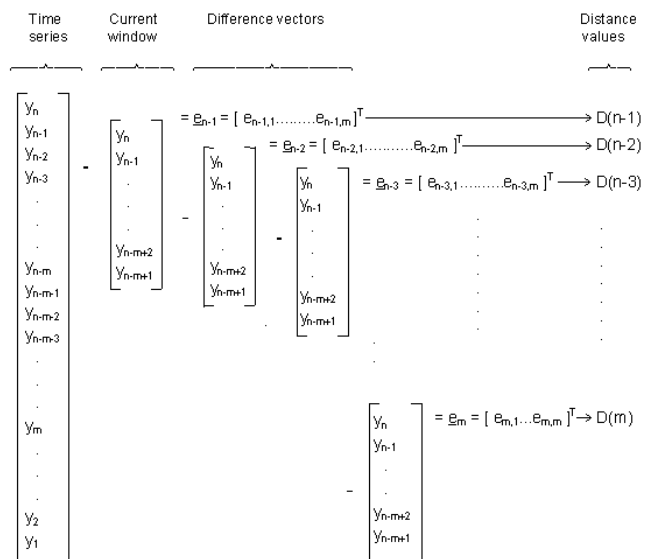 Time series
Current window
Difference vectors
Distance values
yₙ
yₙ₋₁
yₙ₋₂
yₙ₋₃
.
.
.
yₙ₋ₘ
yₙ₋ₘ₋₁
yₙ₋ₘ₋₂
yₙ₋ₘ₋₃
.
.
.
yₘ
.
.
.
y₂
y₁
-
yₙ
yₙ₋₁
.
.
.
yₙ₋ₘ₊₂
yₙ₋ₘ₊₁
= e̲ₙ₋₁ = [ eₙ₋₁,₁.........eₙ₋₁,ₘ]ᵀ → D(n-1)
-
yₙ
yₙ₋₁
.
.
.
yₙ₋ₘ₊₂
yₙ₋ₘ₊₁
= e̲ₙ₋₂ = [ eₙ₋₂,₁..........eₙ₋₂,ₘ ]ᵀ → D(n-2)
-
yₙ
yₙ₋₁
.
.
.
yₙ₋ₘ₊₂
yₙ₋ₘ₊₁
= e̲ₙ₋₃ = [ eₙ₋₃,₁..........eₙ₋₃,ₘ ]ᵀ → D(n-3)
-
yₙ
yₙ₋₁
.
.
yₙ₋ₘ₊₂
yₙ₋ₘ₊₁
= e̲ₘ = [ eₘ,₁...eₘ,ₘ ]ᵀ → D(m)